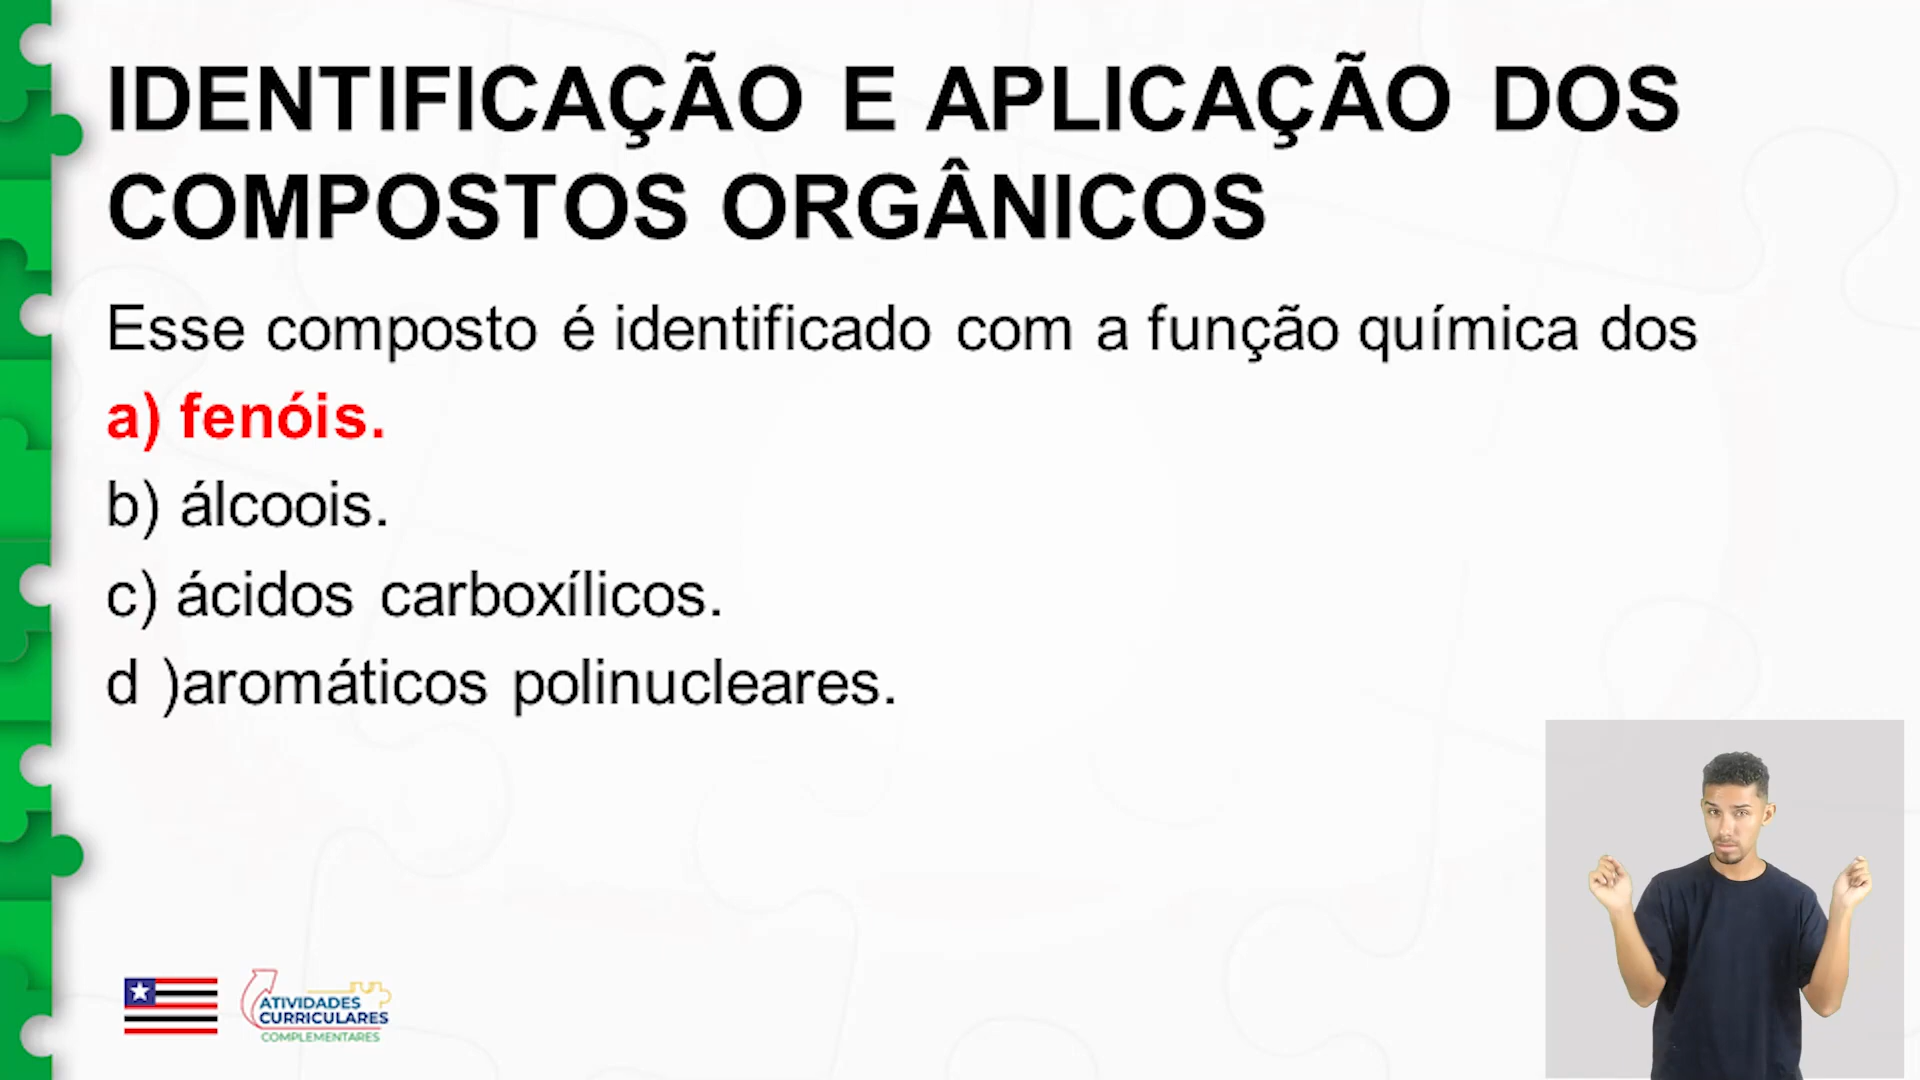 IDENTIFICAÇÃO E APLICAÇÃO DOS
COMPOSTOS ORGÂNICOS
Esse composto é identificado com a função química dos
a) fenóis.
b) álcoois.
c) ácidos carboxílicos.
d )aromáticos polinucleares.
ATIVIDADES
CURRICULARES
COMPLEMENTARES